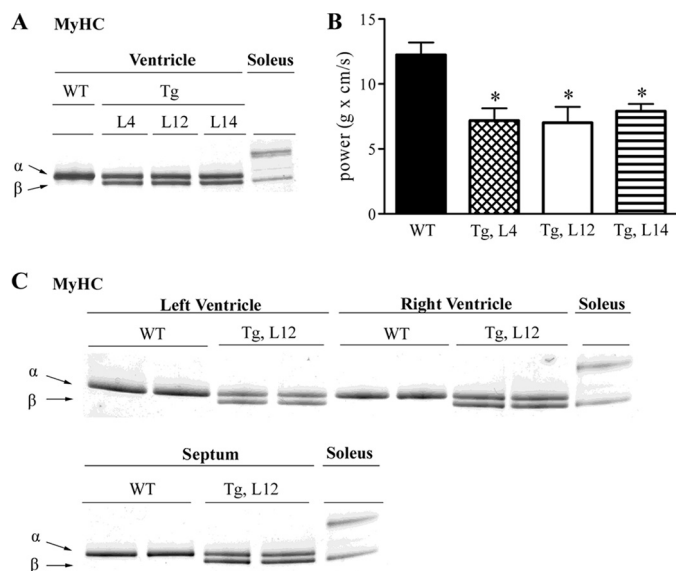 A MyHC
Ventricle Soleus
WT Tg
L4 L12 L14
α
β
B
power (g x cm/s)
15
10
5
0
* * *
WT Tg, L4 Tg, L12 Tg, L14
C MyHC
Left Ventricle Right Ventricle Soleus
WT Tg, L12 WT Tg, L12
α
β
Septum Soleus
WT Tg, L12
α
β